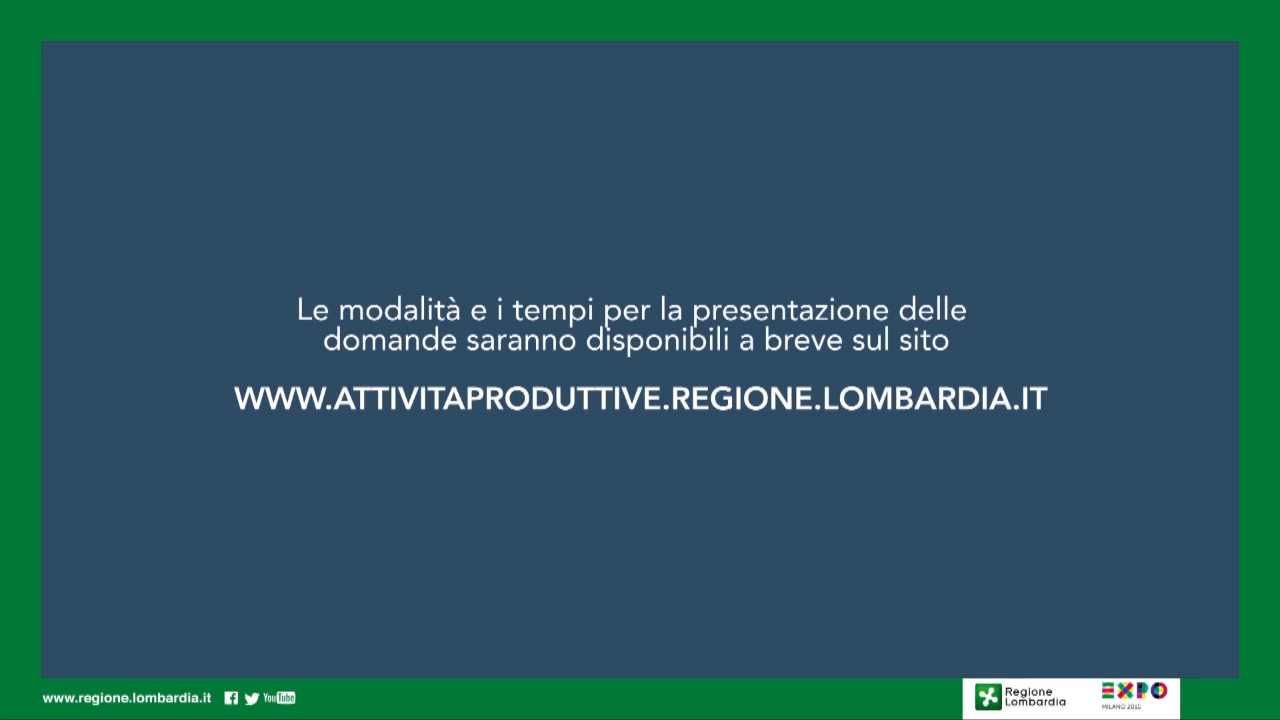 Le modalità e i tempi per la presentazione delle
domande saranno disponibili a breve sul sito
WWW.ATTIVITAPRODUTTIVE.REGIONE.LOMBARDIA.IT
www.regione.lombardia.it
YouTube
Regione
Lombardia
EXPO
MILANO 2015